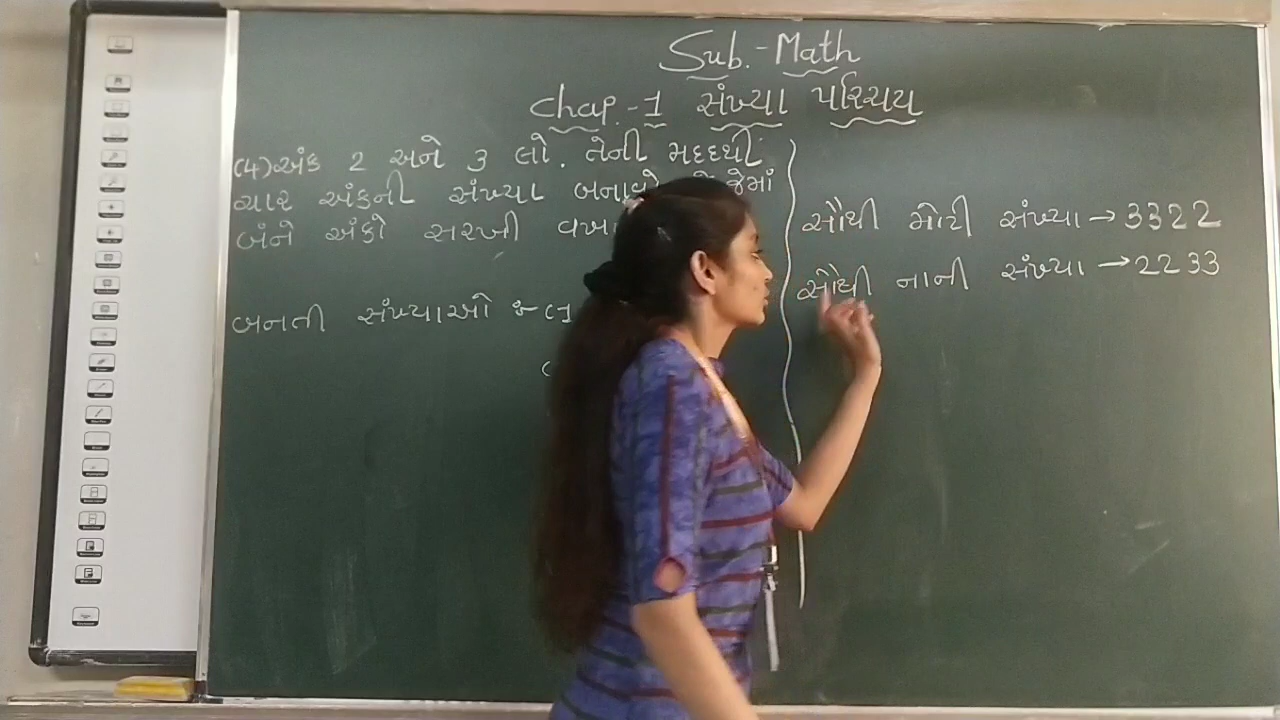 Sub.-Math
Chap.-1 સંખ્યા પરિચય
(4) અંક 2 અને 3 લો. તેની મદદથી
ચાર અંકની સંખ્યા જેમાં
બંને અંકો સરખી
બનતી સંખ્યાઓ :-
સૌથી મોટી સંખ્યા → 3322
સૌથી નાની સંખ્યા → 2233